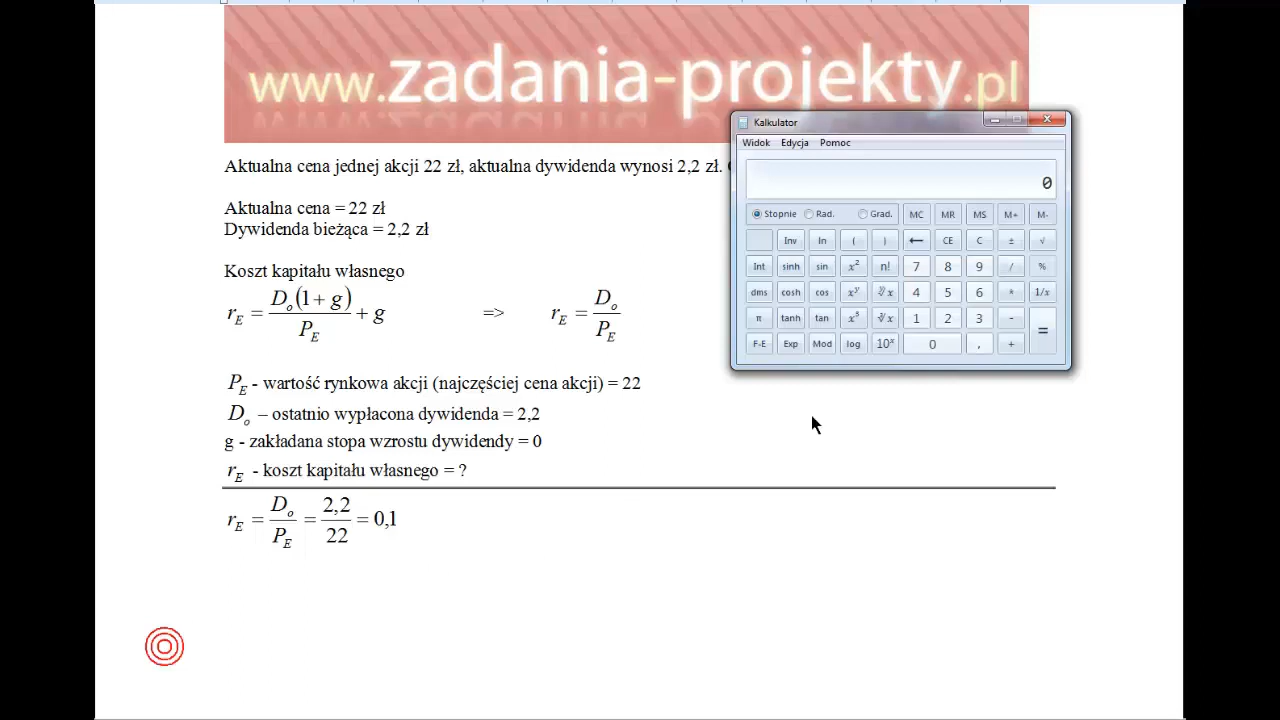 www.zadania-projekty.pl
Aktualna cena jednej akcji 22 zł, aktualna dywidenda wynosi 2,2 zł.
Aktualna cena = 22 zł
Dywidenda bieżąca = 2,2 zł
Koszt kapitału własnego
r_E = D_o(1 + g) / P_E + g => r_E = D_o / P_E
P_E - wartość rynkowa akcji (najczęściej cena akcji) = 22
D_o – ostatnio wypłacona dywidenda = 2,2
g - zakładana stopa wzrostu dywidendy = 0
r_E - koszt kapitału własnego = ?
r_E = D_o / P_E = 2,2 / 22 = 0,1
Kalkulator
Widok Edycja Pomoc
0
Stopnie Rad. Grad. MC MR MS M+ M-
Inv ln ( ) ← CE C ± √
Int sinh sin x² n! 7 8 9 / %
dms cosh cos x^y ʸ√x 4 5 6 * 1/x
π tanh tan x³ ³√x 1 2 3 - =
F-E Exp Mod log 10ˣ 0 , +